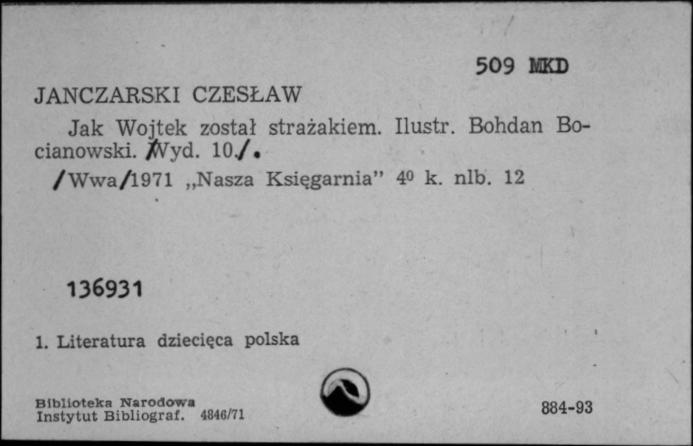 509 MKD
JANCZARSKI CZESŁAW
Jak Wojtek został strażakiem. Ilustr. Bohdan Bo-
cianowski. /Wyd. 10./.
/Wwa/1971 „Nasza Księgarnia” 4⁰ k. nlb. 12
136931
1. Literatura dziecięca polska
Biblioteka Narodowa
Instytut Bibliograf. 4846/71
884-93